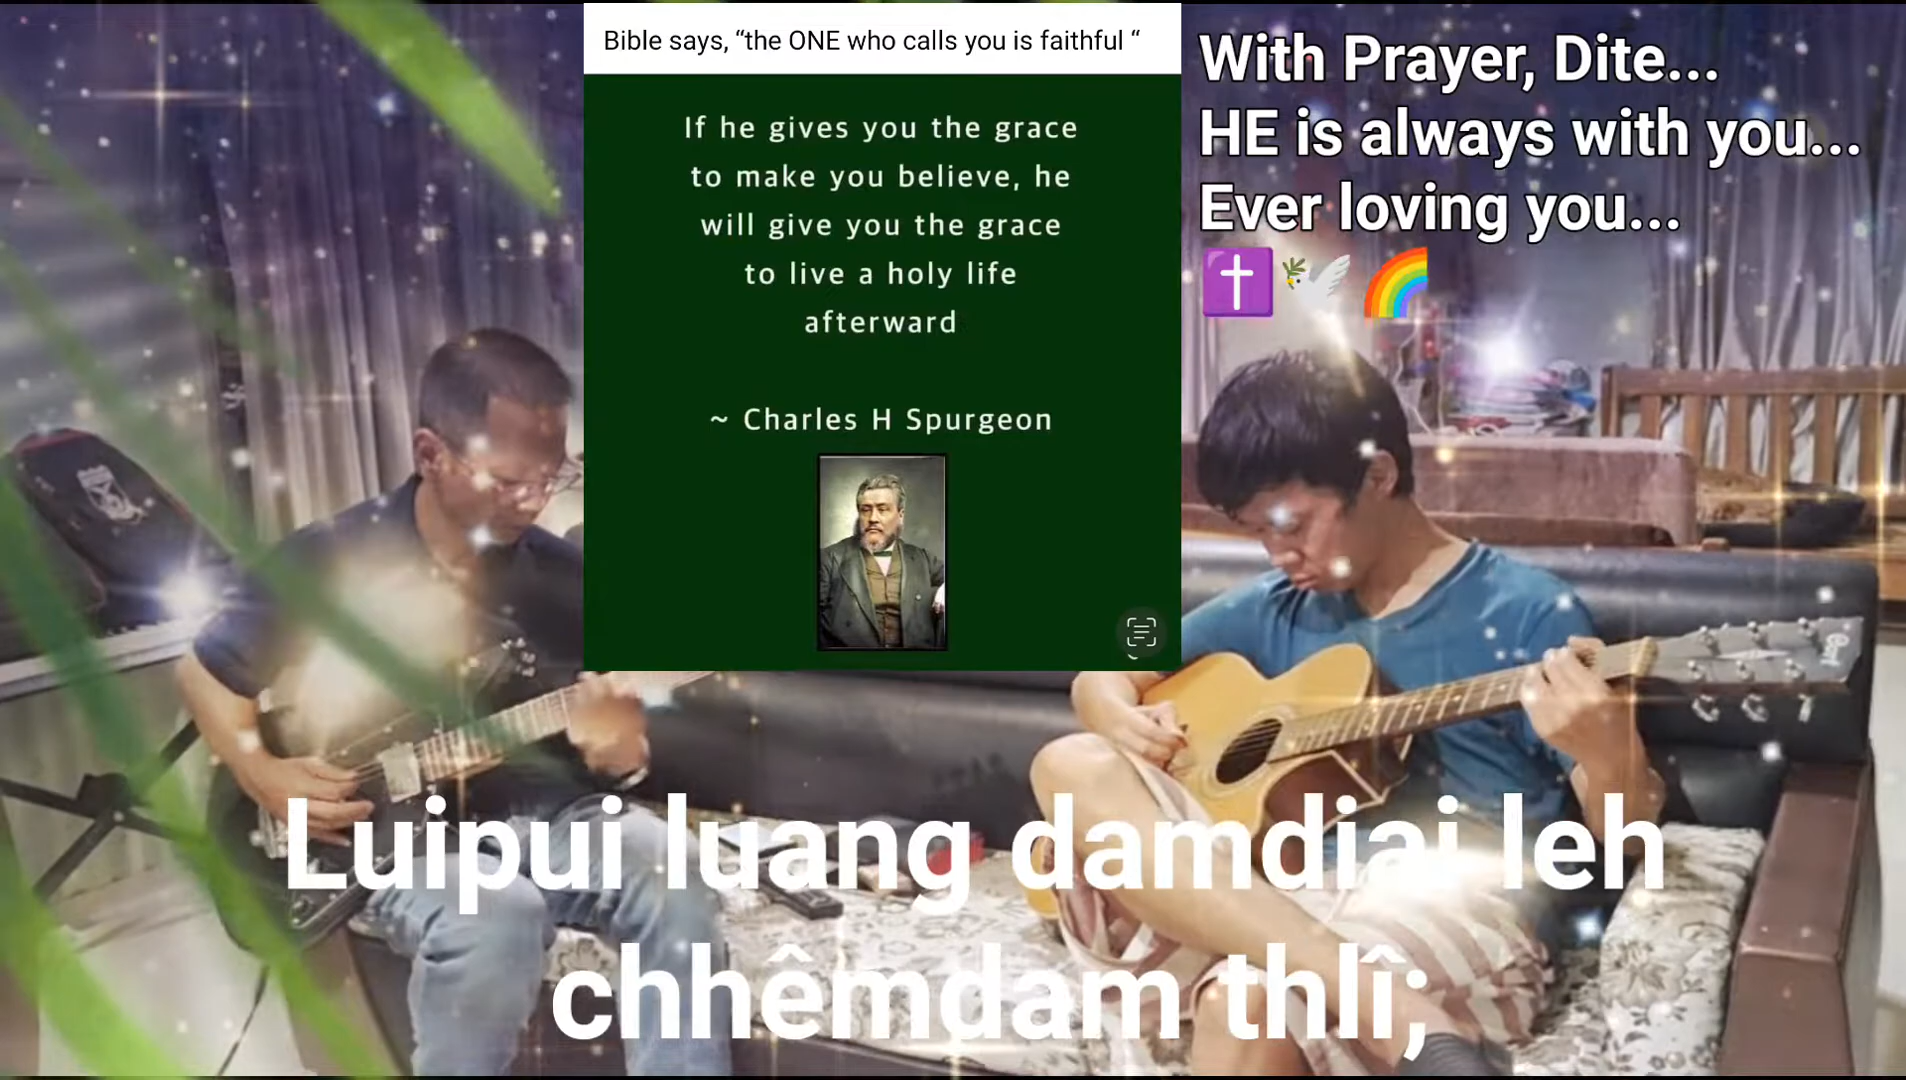 Bible says, “the ONE who calls you is faithful “
If he gives you the grace
to make you believe, he
will give you the grace
to live a holy life
afterward
~ Charles H Spurgeon
With Prayer, Dite...
HE is always with you...
Ever loving you...
Luipui luang damdiai leh
chhêmdam thlî;